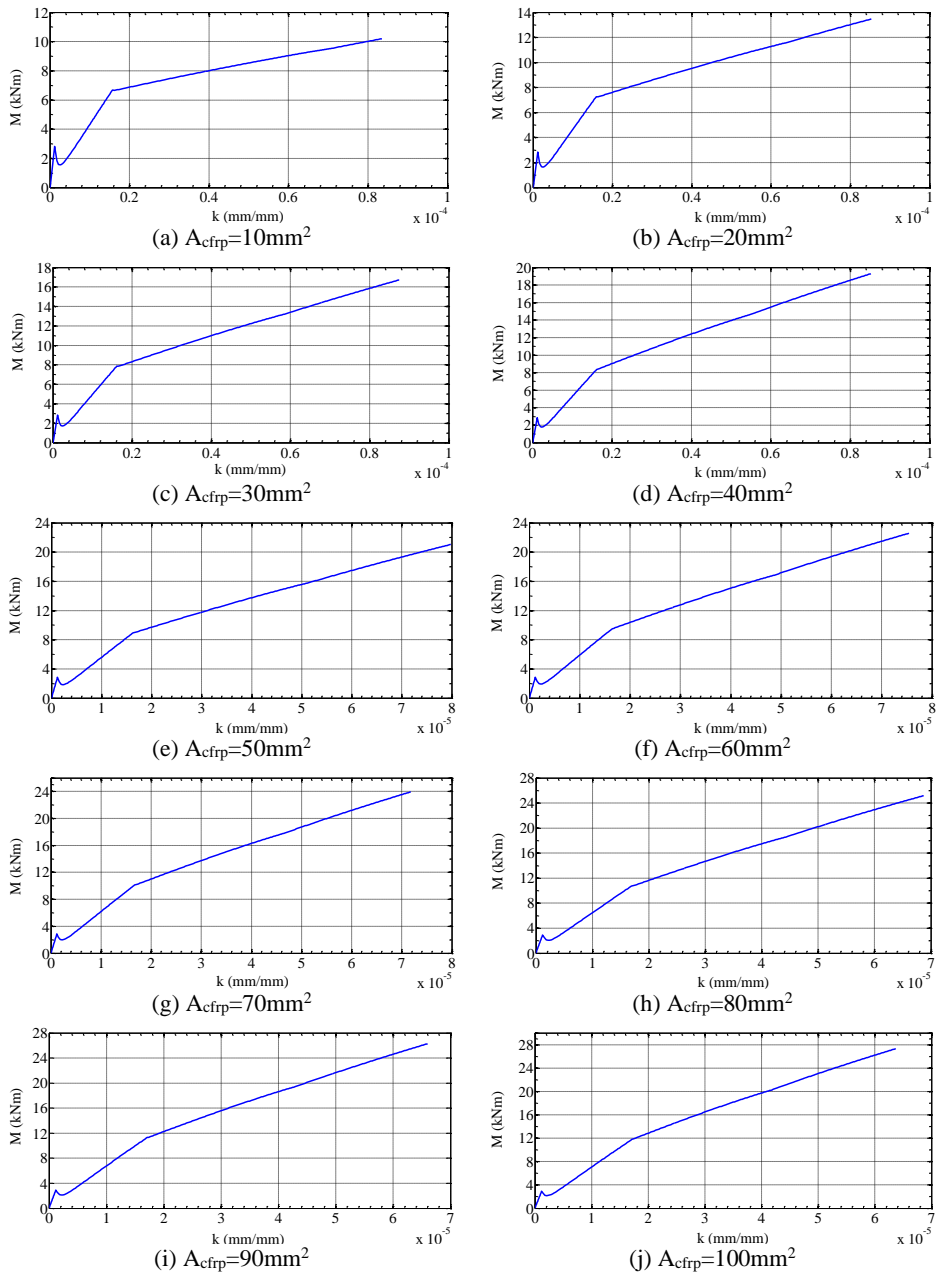 12
10
8
6
4
2
0
M (kNm)
0 0.2 0.4 0.6 0.8 1
x 10⁻⁴
k (mm/mm)
(a) Acfrp=10mm²
14
12
10
8
6
4
2
0
M (kNm)
0 0.2 0.4 0.6 0.8 1
x 10⁻⁴
k (mm/mm)
(b) Acfrp=20mm²
18
16
14
12
10
8
6
4
2
0
M (kNm)
0 0.2 0.4 0.6 0.8 1
x 10⁻⁴
k (mm/mm)
(c) Acfrp=30mm²
20
18
16
14
12
10
8
6
4
2
0
M (kNm)
0 0.2 0.4 0.6 0.8 1
x 10⁻⁴
k (mm/mm)
(d) Acfrp=40mm²
24
20
16
12
8
4
0
M (kNm)
0 1 2 3 4 5 6 7 8
x 10⁻⁵
k (mm/mm)
(e) Acfrp=50mm²
24
20
16
12
8
4
0
M (kNm)
0 1 2 3 4 5 6 7 8
x 10⁻⁵
k (mm/mm)
(f) Acfrp=60mm²
24
20
16
12
8
4
0
M (kNm)
0 1 2 3 4 5 6 7 8
x 10⁻⁵
k (mm/mm)
(g) Acfrp=70mm²
28
24
20
16
12
8
4
0
M (kNm)
0 1 2 3 4 5 6 7
x 10⁻⁵
k (mm/mm)
(h) Acfrp=80mm²
28
24
20
16
12
8
4
0
M (kNm)
0 1 2 3 4 5 6 7
x 10⁻⁵
k (mm/mm)
(i) Acfrp=90mm²
28
24
20
16
12
8
4
0
M (kNm)
0 1 2 3 4 5 6 7
x 10⁻⁵
k (mm/mm)
(j) Acfrp=100mm²